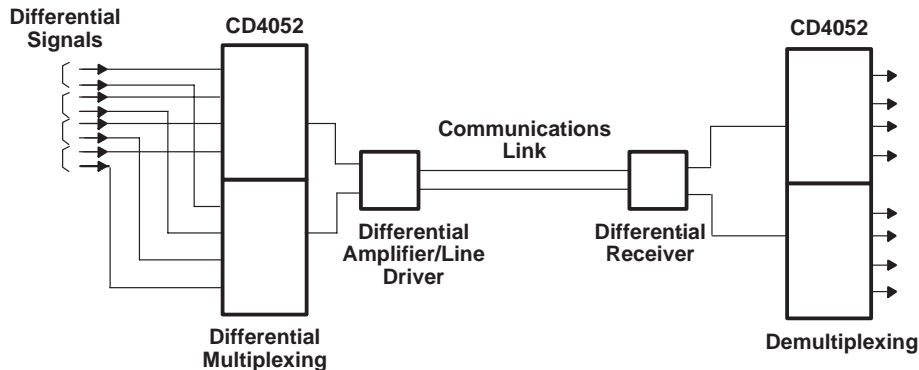 Differential
Signals
CD4052
CD4052
Communications
Link
Differential
Amplifier/Line
Driver
Differential
Receiver
Differential
Multiplexing
Demultiplexing